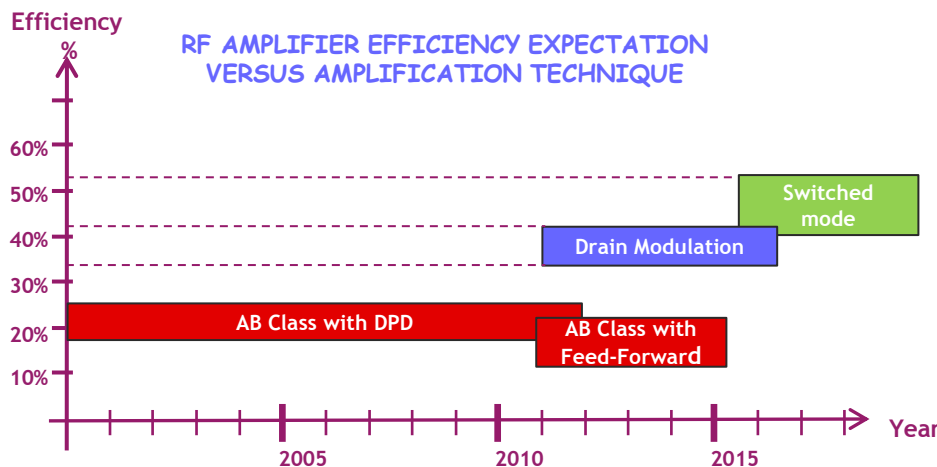 Efficiency
%
RF AMPLIFIER EFFICIENCY EXPECTATION
VERSUS AMPLIFICATION TECHNIQUE
60%
50%
40%
30%
20%
10%
Switched
mode
Drain Modulation
AB Class with DPD
AB Class with
Feed-Forward
Year
2005
2010
2015